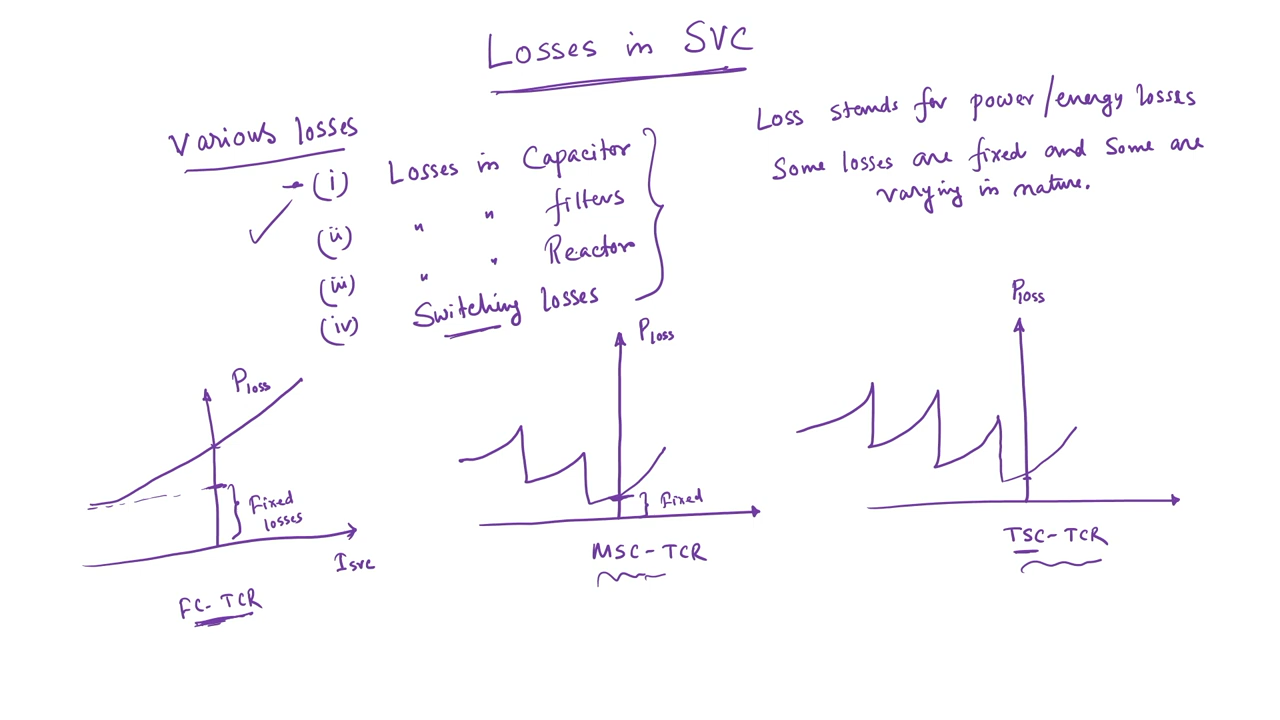 Losses in SVC
Various losses
(i) Losses in Capacitor
(ii) " " filters
(iii) " " Reactor
(iv) Switching losses
Loss stands for power/energy losses
Some losses are fixed and some are
varying in nature.
Ploss
Fixed
losses
Isvc
FC-TCR
Ploss
Fixed
MSC-TCR
Ploss
TSC-TCR